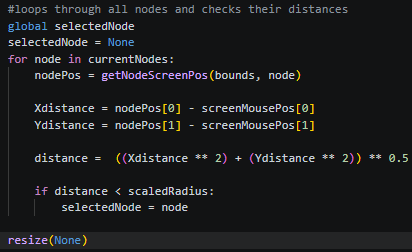 #loops through all nodes and checks their distances
global selectedNode
selectedNode = None
for node in currentNodes:
    nodePos = getNodeScreenPos(bounds, node)

    Xdistance = nodePos[0] - screenMousePos[0]
    Ydistance = nodePos[1] - screenMousePos[1]

    distance =  ((Xdistance ** 2) + (Ydistance ** 2)) ** 0.5

    if distance < scaledRadius:
        selectedNode = node

resize(None)